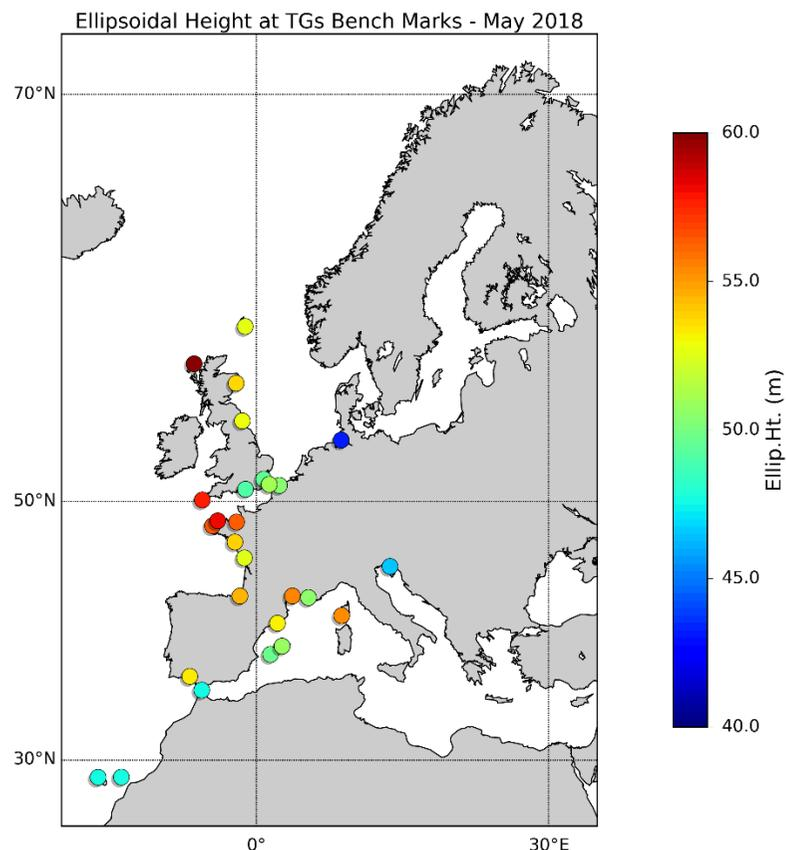 Ellipsoidal Height at TGs Bench Marks - May 2018
70°N
50°N
30°N
0°
30°E
60.0
55.0
50.0
45.0
40.0
Ellip.Ht. (m)